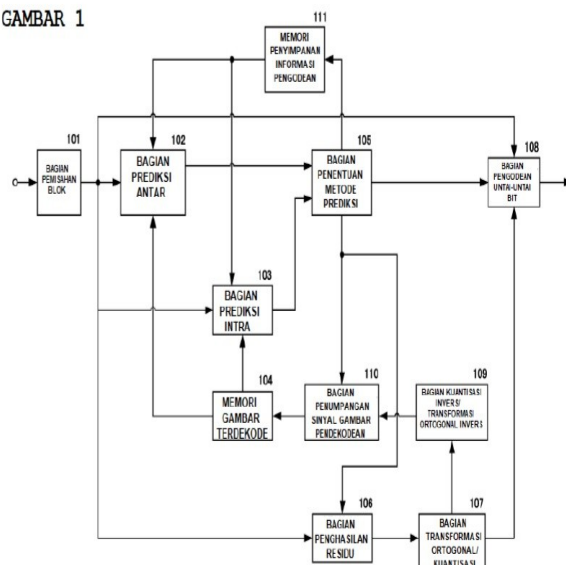 GAMBAR 1
111
MEMORI
PENYIMPANAN
INFORMASI
PENGODEAN
101
BAGIAN
PEMISAHAN
BLOK
102
BAGIAN
PREDIKSI
ANTAR
105
BAGIAN
PENENTUAN
METODE
PREDIKSI
108
BAGIAN
PENGODEAN
UNTAI-UNTAI
BIT
103
BAGIAN
PREDIKSI
INTRA
104
MEMORI
GAMBAR
TERDEKODE
110
BAGIAN
PENUMPANGAN
SINYAL GAMBAR
PENDEKODEAN
109
BAGIAN KUANTISASI
INVERS/
TRANSFORMASI
ORTOGONAL INVERS
106
BAGIAN
PENGHASILAN
RESIDU
107
BAGIAN
TRANSFORMASI
ORTOGONAL/
KUANTISASI